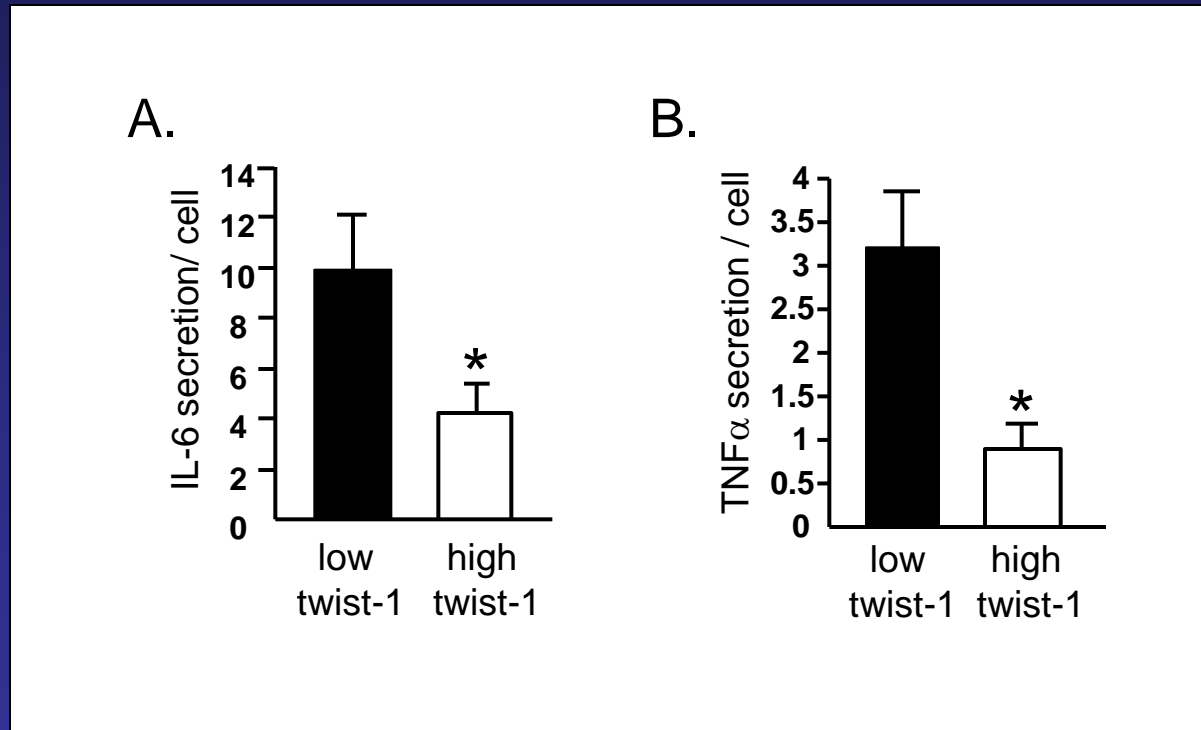 A.
IL-6 secretion/ cell
14
12
10
8
6
4
2
0
*
low
twist-1
high
twist-1
B.
TNFα secretion / cell
4
3.5
3
2.5
2
1.5
1
0.5
0
*
low
twist-1
high
twist-1